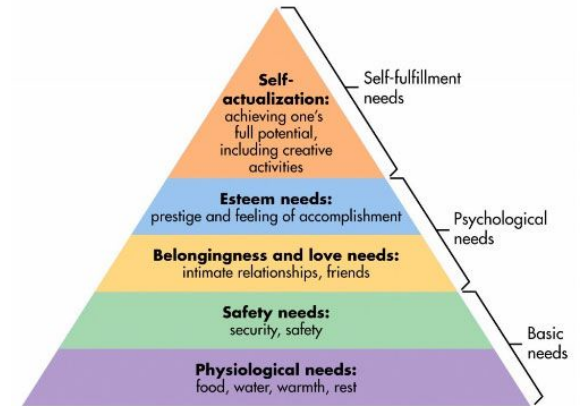 Self-
actualization:
achieving one's
full potential,
including creative
activities
Self-fulfillment
needs
Esteem needs:
prestige and feeling of accomplishment
Psychological
needs
Belongingness and love needs:
intimate relationships, friends
Safety needs:
security, safety
Basic
needs
Physiological needs:
food, water, warmth, rest